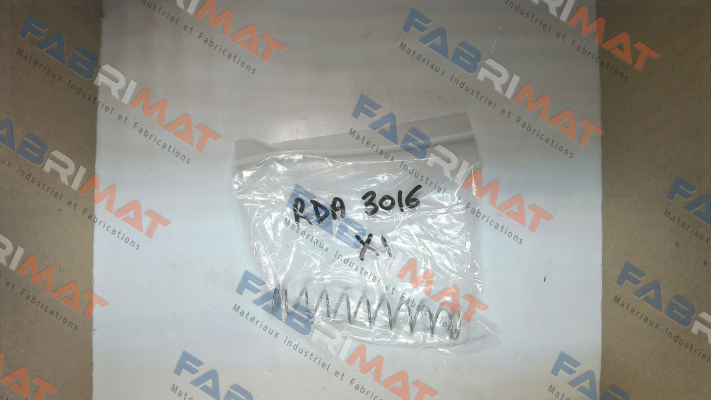 FABRIMAT
Matériaux Industriel et Fabrications
RDA 3016
X1